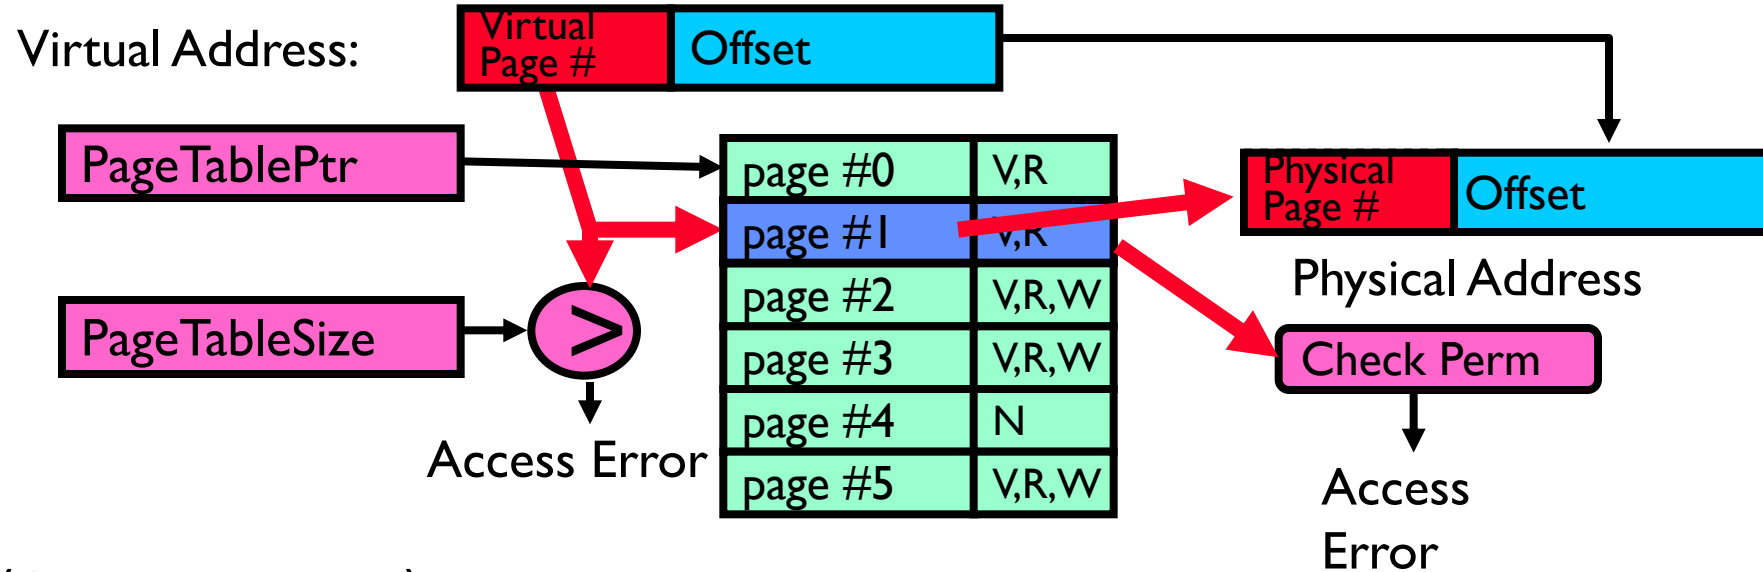 Virtual Address:
Virtual
Page #
Offset
PageTablePtr
page #0 V,R
Physical
Page #
Offset
page #1 V,R
Physical Address
page #2 V,R,W
PageTableSize
>
page #3 V,R,W
Check Perm
page #4 N
Access Error
page #5 V,R,W
Access
Error